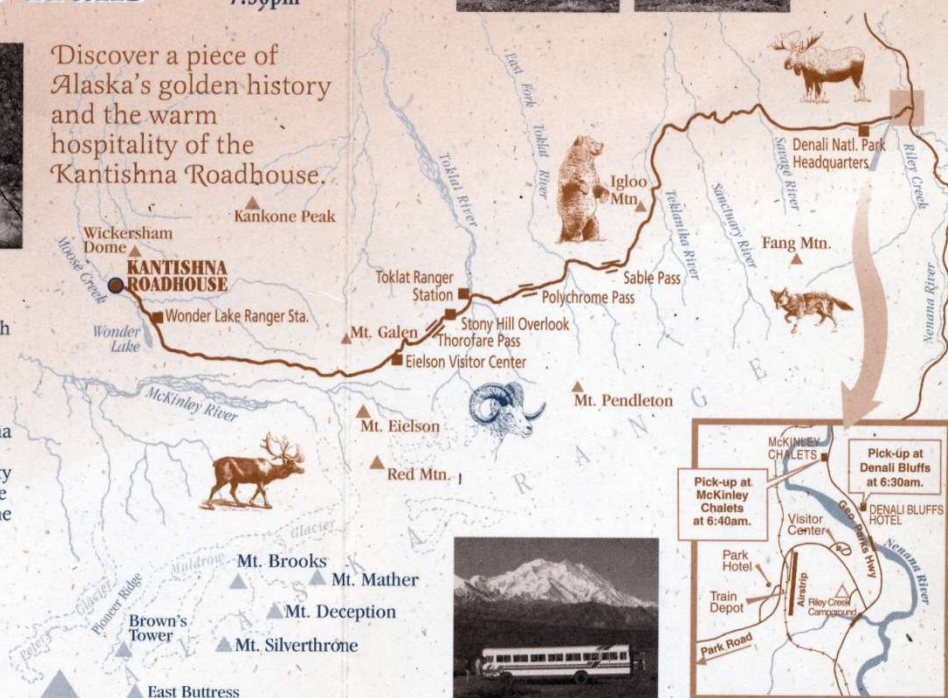 7:30pm
Discover a piece of
Alaska's golden history
and the warm
hospitality of the
Kantishna Roadhouse.
Kankone Peak
Wickersham
Dome
Moose Creek
KANTISHNA
ROADHOUSE
Wonder Lake Ranger Sta.
Wonder
Lake
McKinley River
Toklat River
East Fork Toklat River
Igloo
Mtn
Teklanika River
Sanctuary River
Savage River
Denali Natl. Park
Headquarters
Riley Creek
Nenana River
Fang Mtn.
Sable Pass
Polychrome Pass
Toklat Ranger
Station
Stony Hill Overlook
Thorofare Pass
Mt. Galen
Eielson Visitor Center
Mt. Pendleton
Mt. Eielson
Red Mtn.
ALASKA RANGE
Muldrow Glacier
Peters Glacier
Pioneer Ridge
Mt. Brooks
Mt. Mather
Mt. Deception
Brown's
Tower
Mt. Silverthrone
East Buttress
McKINLEY
CHALETS
Pick-up at
McKinley
Chalets
at 6:40am.
Pick-up at
Denali Bluffs
at 6:30am.
DENALI BLUFFS
HOTEL
Geo. Parks Hwy
Nenana River
Visitor
Center
Park
Hotel
Train
Depot
Airstrip
Riley Creek
Campground
Park Road